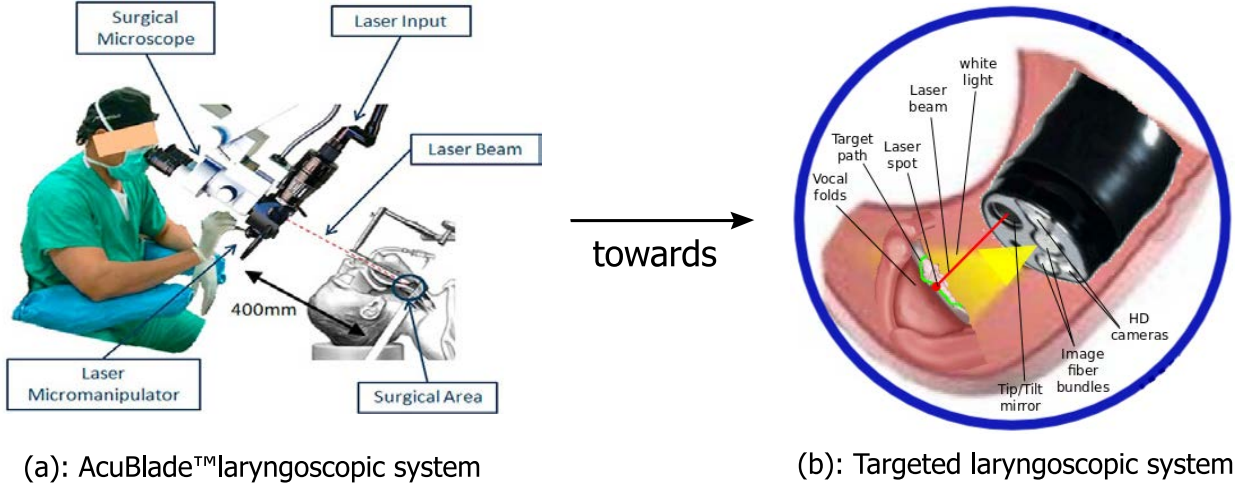 Surgical
Microscope
Laser Input
Laser Beam
400mm
Laser
Micromanipulator
Surgical Area
(a): AcuBlade™laryngoscopic system
towards
white
light
Laser
beam
Target
path
Laser
spot
Vocal
folds
HD
cameras
Image
fiber
bundles
Tip/Tilt
mirror
(b): Targeted laryngoscopic system